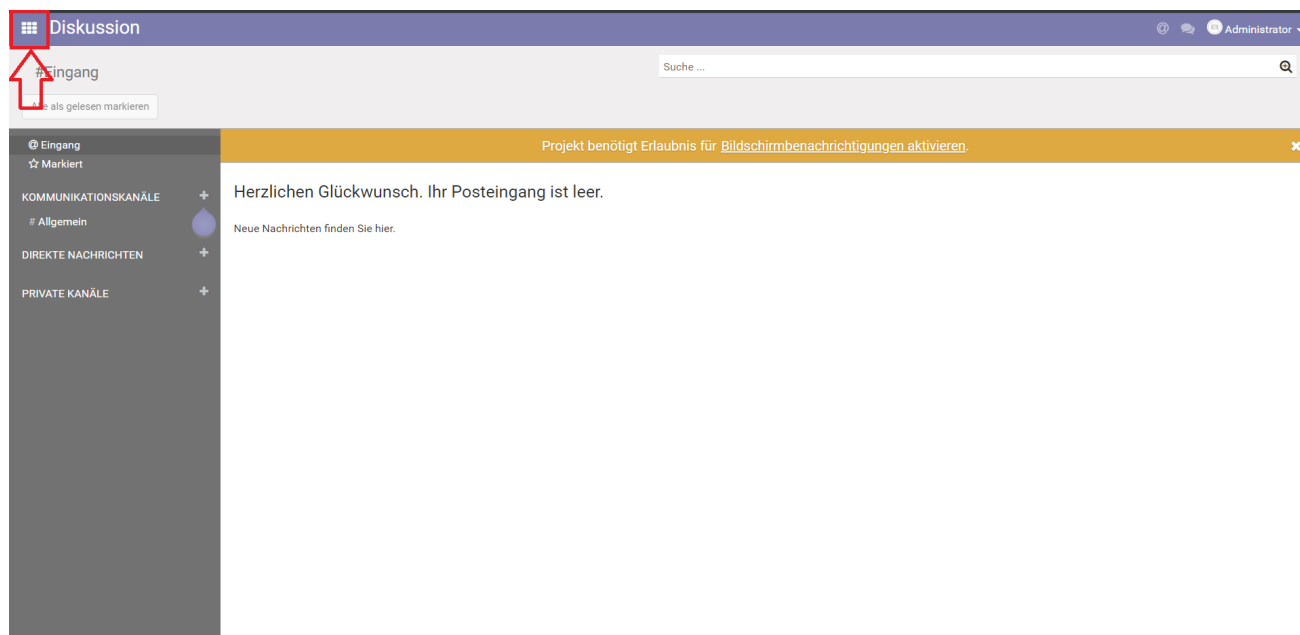 Diskussion
@ Administrator
#Eingang
Suche ...
Alle als gelesen markieren
@ Eingang
Markiert
Projekt benötigt Erlaubnis für Bildschirmbenachrichtigungen aktivieren.
KOMMUNIKATIONSKANÄLE +
# Allgemein
DIREKTE NACHRICHTEN +
PRIVATE KANÄLE +
Herzlichen Glückwunsch. Ihr Posteingang ist leer.
Neue Nachrichten finden Sie hier.